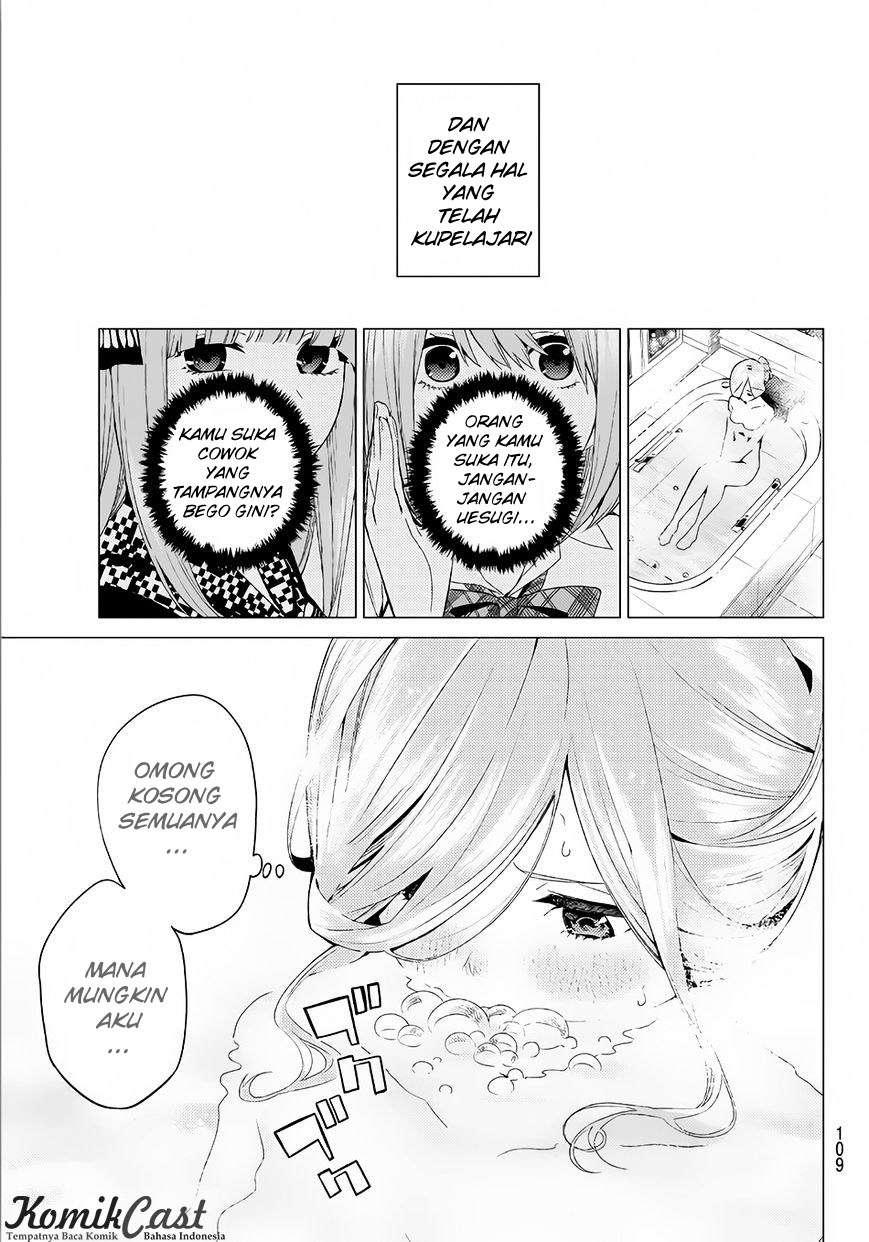 DAN
DENGAN
SEGALA HAL
YANG
TELAH
KUPELAJARI
ORANG
YANG KAMU
SUKA ITU,
JANGAN-
JANGAN
UESUGI...
KAMU SUKA
COWOK
YANG
TAMPANGNYA
BEGO GINI?
OMONG
KOSONG
SEMUANYA
...
MANA
MUNGKIN
AKU
...
ブク
ブク
109
KomikCast
Tempatnya Baca Komik Bahasa Indonesia